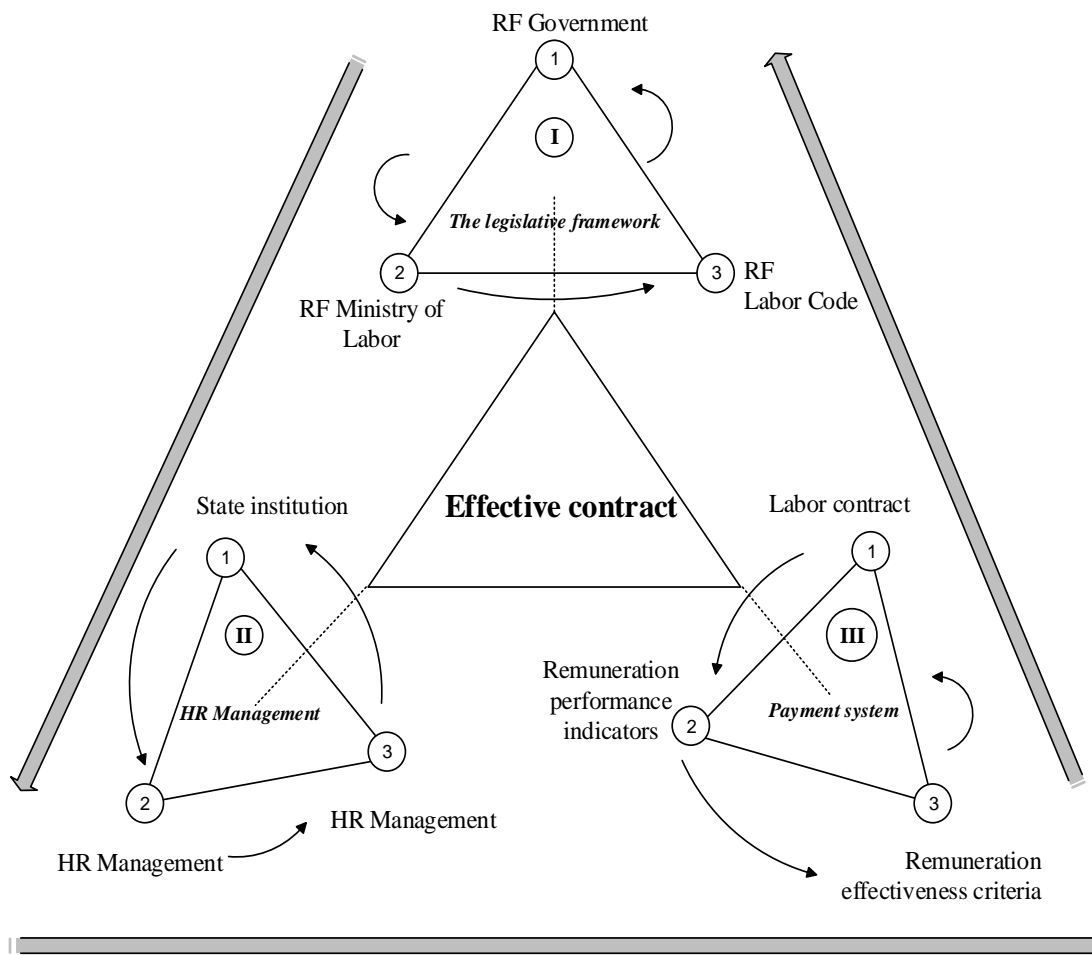 RF Government
1
I
The legislative framework
2
3
RF
Labor Code
RF Ministry of
Labor
Effective contract
State institution
1
II
HR Management
3
2
HR Management
HR Management
Labor contract
1
III
Remuneration
performance
indicators
2
Payment system
3
Remuneration
effectiveness criteria